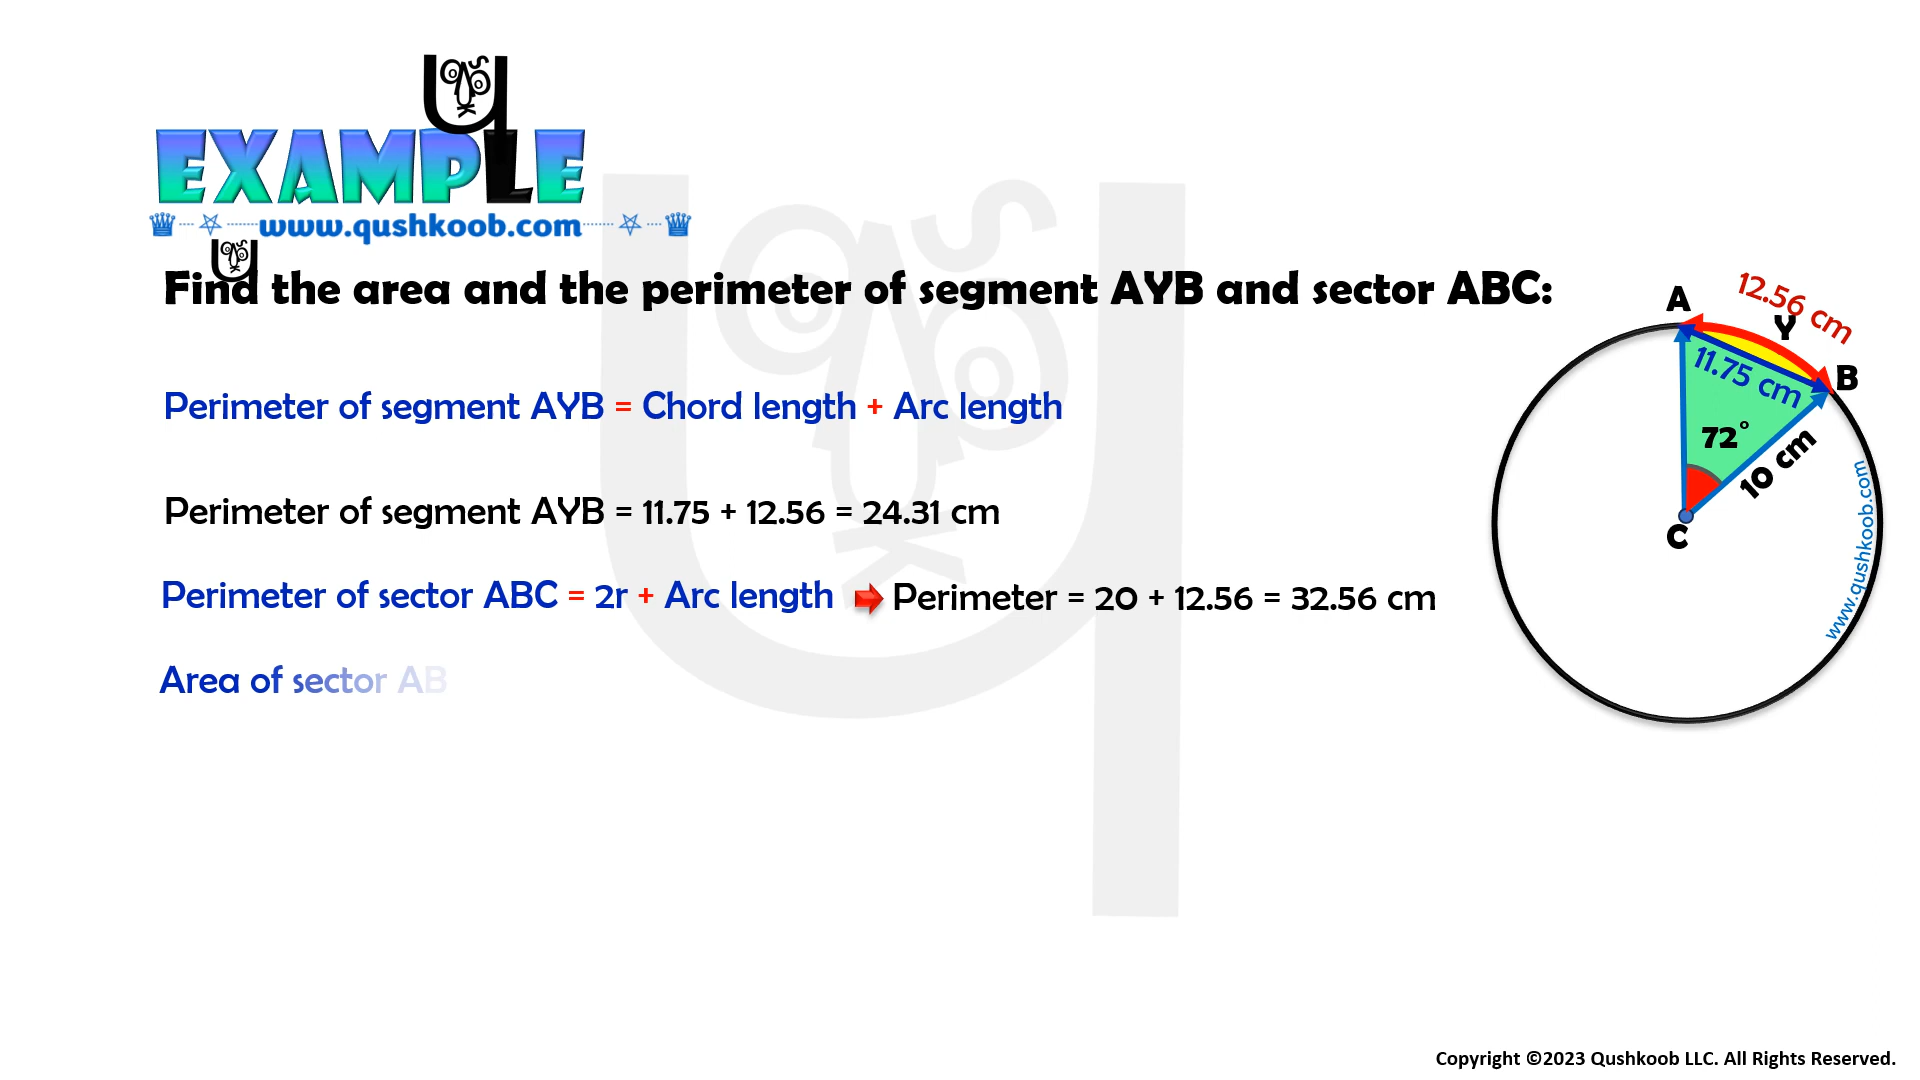 EXAMPLE
www.qushkoob.com
Find the area and the perimeter of segment AYB and sector ABC:
Perimeter of segment AYB = Chord length + Arc length
Perimeter of segment AYB = 11.75 + 12.56 = 24.31 cm
Perimeter of sector ABC = 2r + Arc length ➡ Perimeter = 20 + 12.56 = 32.56 cm
Area of sector AB
A
12.56 cm
Y
B
11.75 cm
72°
10 cm
C
www.qushkoob.com
Copyright ©2023 Qushkoob LLC. All Rights Reserved.